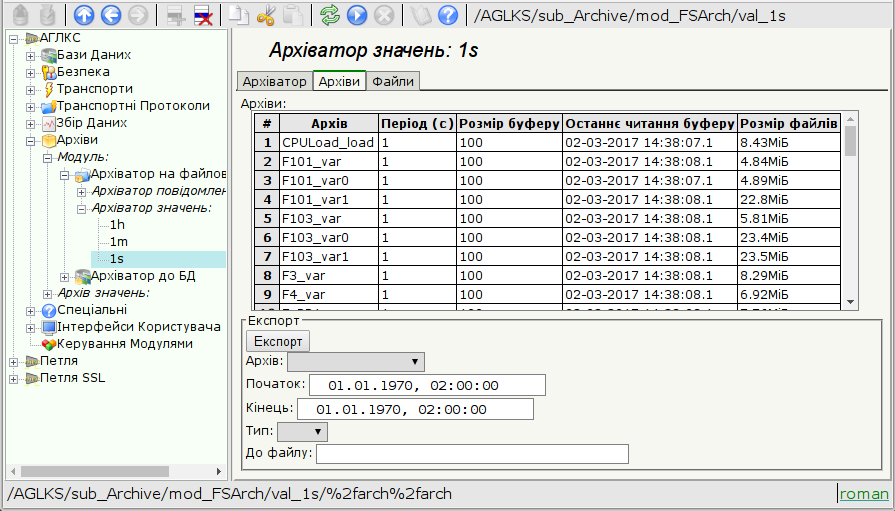 /AGLKS/sub_Archive/mod_FSArch/val_1s
АГЛКС
Бази Даних
Безпека
Транспорти
Транспортні Протоколи
Збір Даних
Архіви
Модуль:
Архіватор на файлов
Архіватор повідомлен
Архіватор значень:
1h
1m
1s
Архіватор до БД
Архів значень:
Спеціальні
Інтерфейси Користувача
Керування Модулями
Петля
Петля SSL
Архіватор значень: 1s
Архіватор Архіви Файли
Архіви:
# Архів Період (с) Розмір буферу Останнє читання буферу Розмір файлів
1 CPULoad_load 1 100 02-03-2017 14:38:07.1 8.43МіБ
2 F101_var 1 100 02-03-2017 14:38:08.1 4.84МіБ
3 F101_var0 1 100 02-03-2017 14:38:07.1 4.89МіБ
4 F101_var1 1 100 02-03-2017 14:38:08.1 22.8МіБ
5 F103_var 1 100 02-03-2017 14:38:08.1 5.81МіБ
6 F103_var0 1 100 02-03-2017 14:38:08.1 23.4МіБ
7 F103_var1 1 100 02-03-2017 14:38:08.1 23.5МіБ
8 F3_var 1 100 02-03-2017 14:38:08.1 8.29МіБ
9 F4_var 1 100 02-03-2017 14:38:08.1 6.92МіБ
Експорт
Експорт
Архів:
Початок: 01.01.1970, 02:00:00
Кінець: 01.01.1970, 02:00:00
Тип:
До файлу:
/AGLKS/sub_Archive/mod_FSArch/val_1s/%2farch%2farch
roman